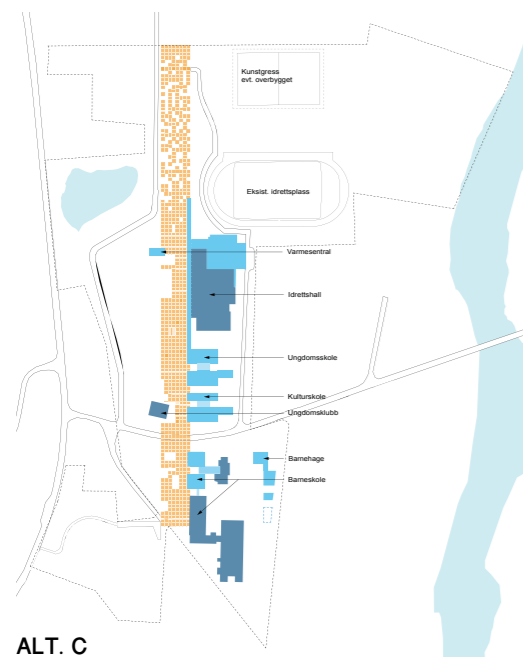 Kunstgress
evt. overbygget
Eksist. idrettsplass
Varmesentral
Idrettshall
Ungdomsskole
Kulturskole
Ungdomsklubb
Barnehage
Barneskole
ALT. C